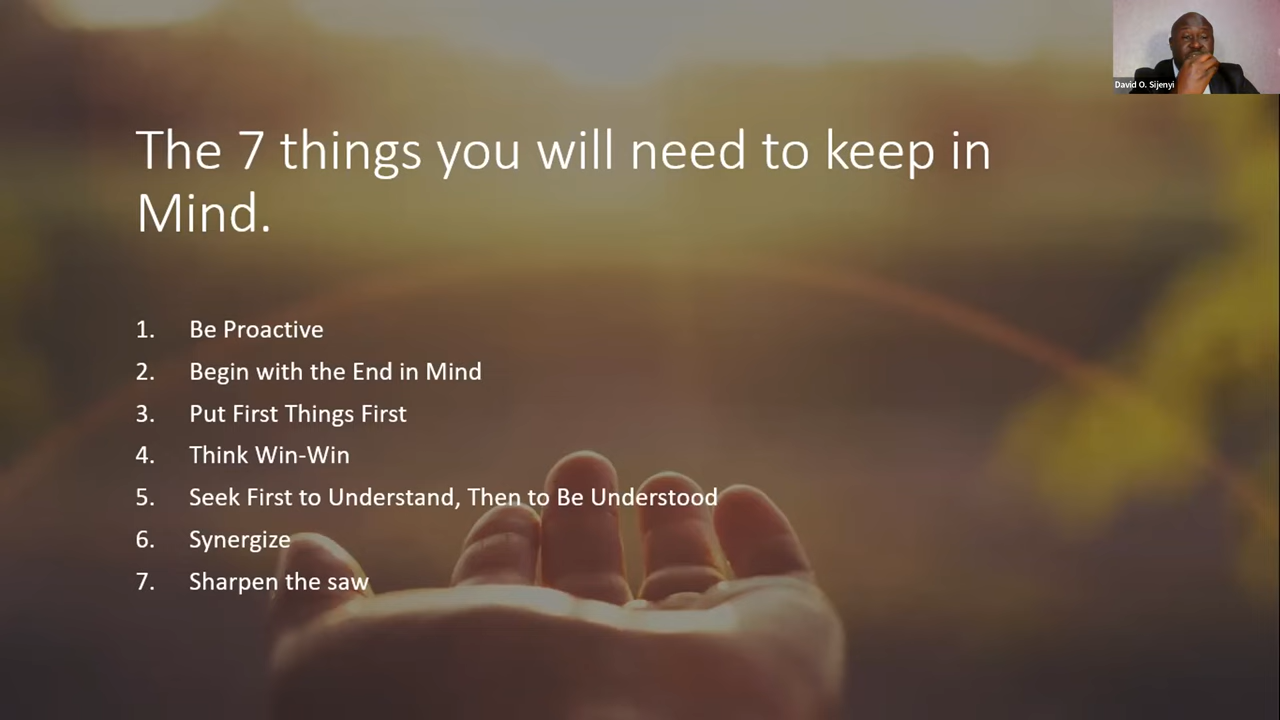 David O. Sijenyi
The 7 things you will need to keep in
Mind.
1. Be Proactive
2. Begin with the End in Mind
3. Put First Things First
4. Think Win-Win
5. Seek First to Understand, Then to Be Understood
6. Synergize
7. Sharpen the saw